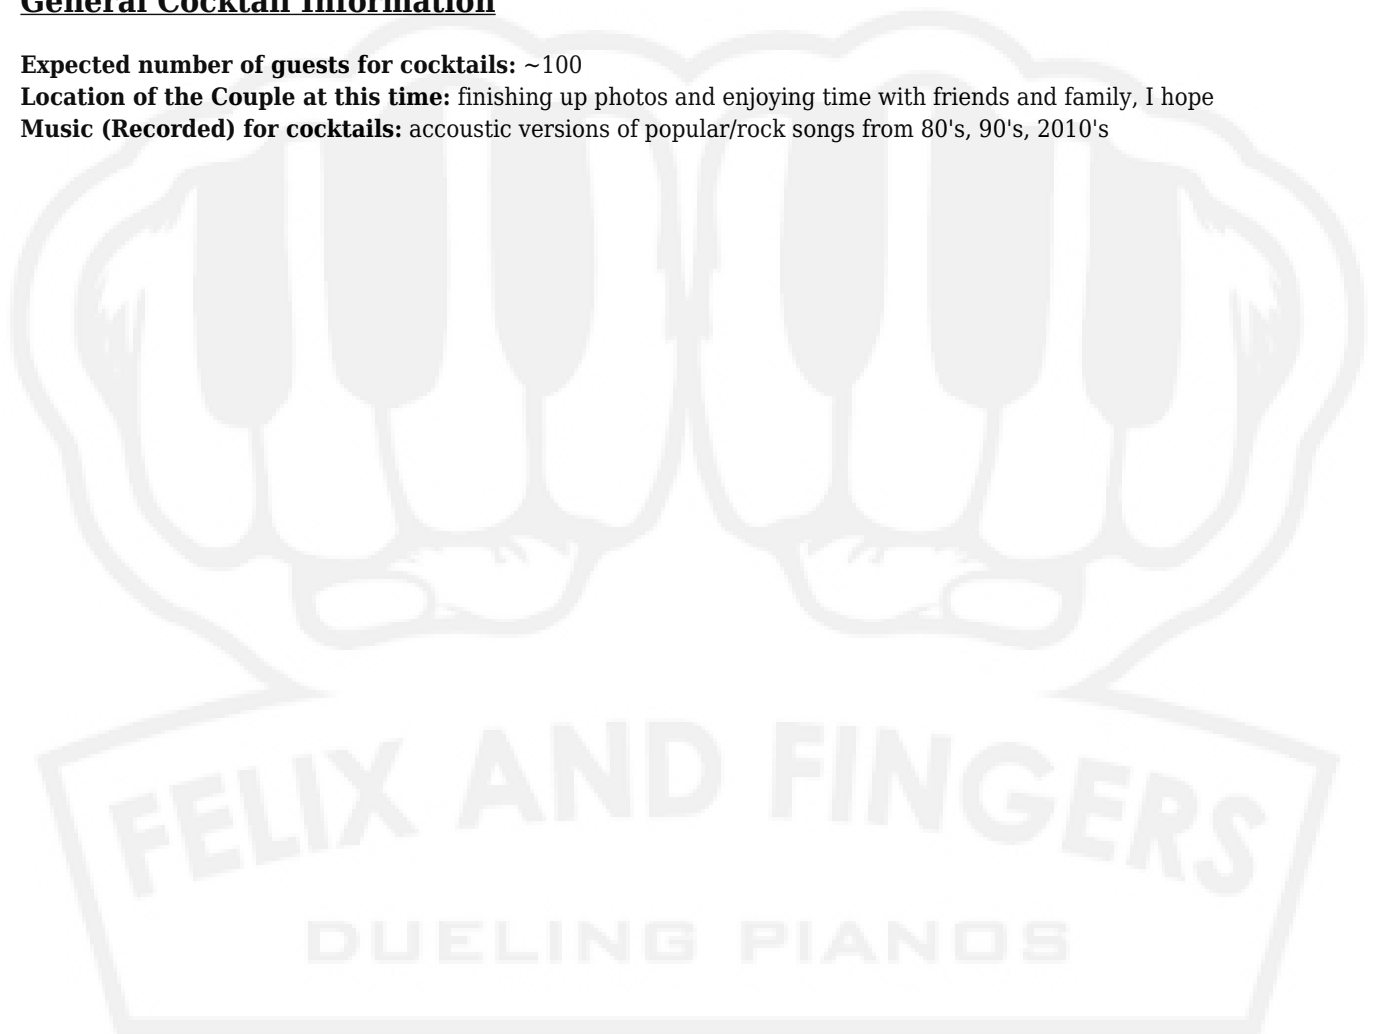 General Cocktail Information
Expected number of guests for cocktails: ~100
Location of the Couple at this time: finishing up photos and enjoying time with friends and family, I hope
Music (Recorded) for cocktails: accoustic versions of popular/rock songs from 80's, 90's, 2010's
FELIX AND FINGERS
DUELING PIANOS